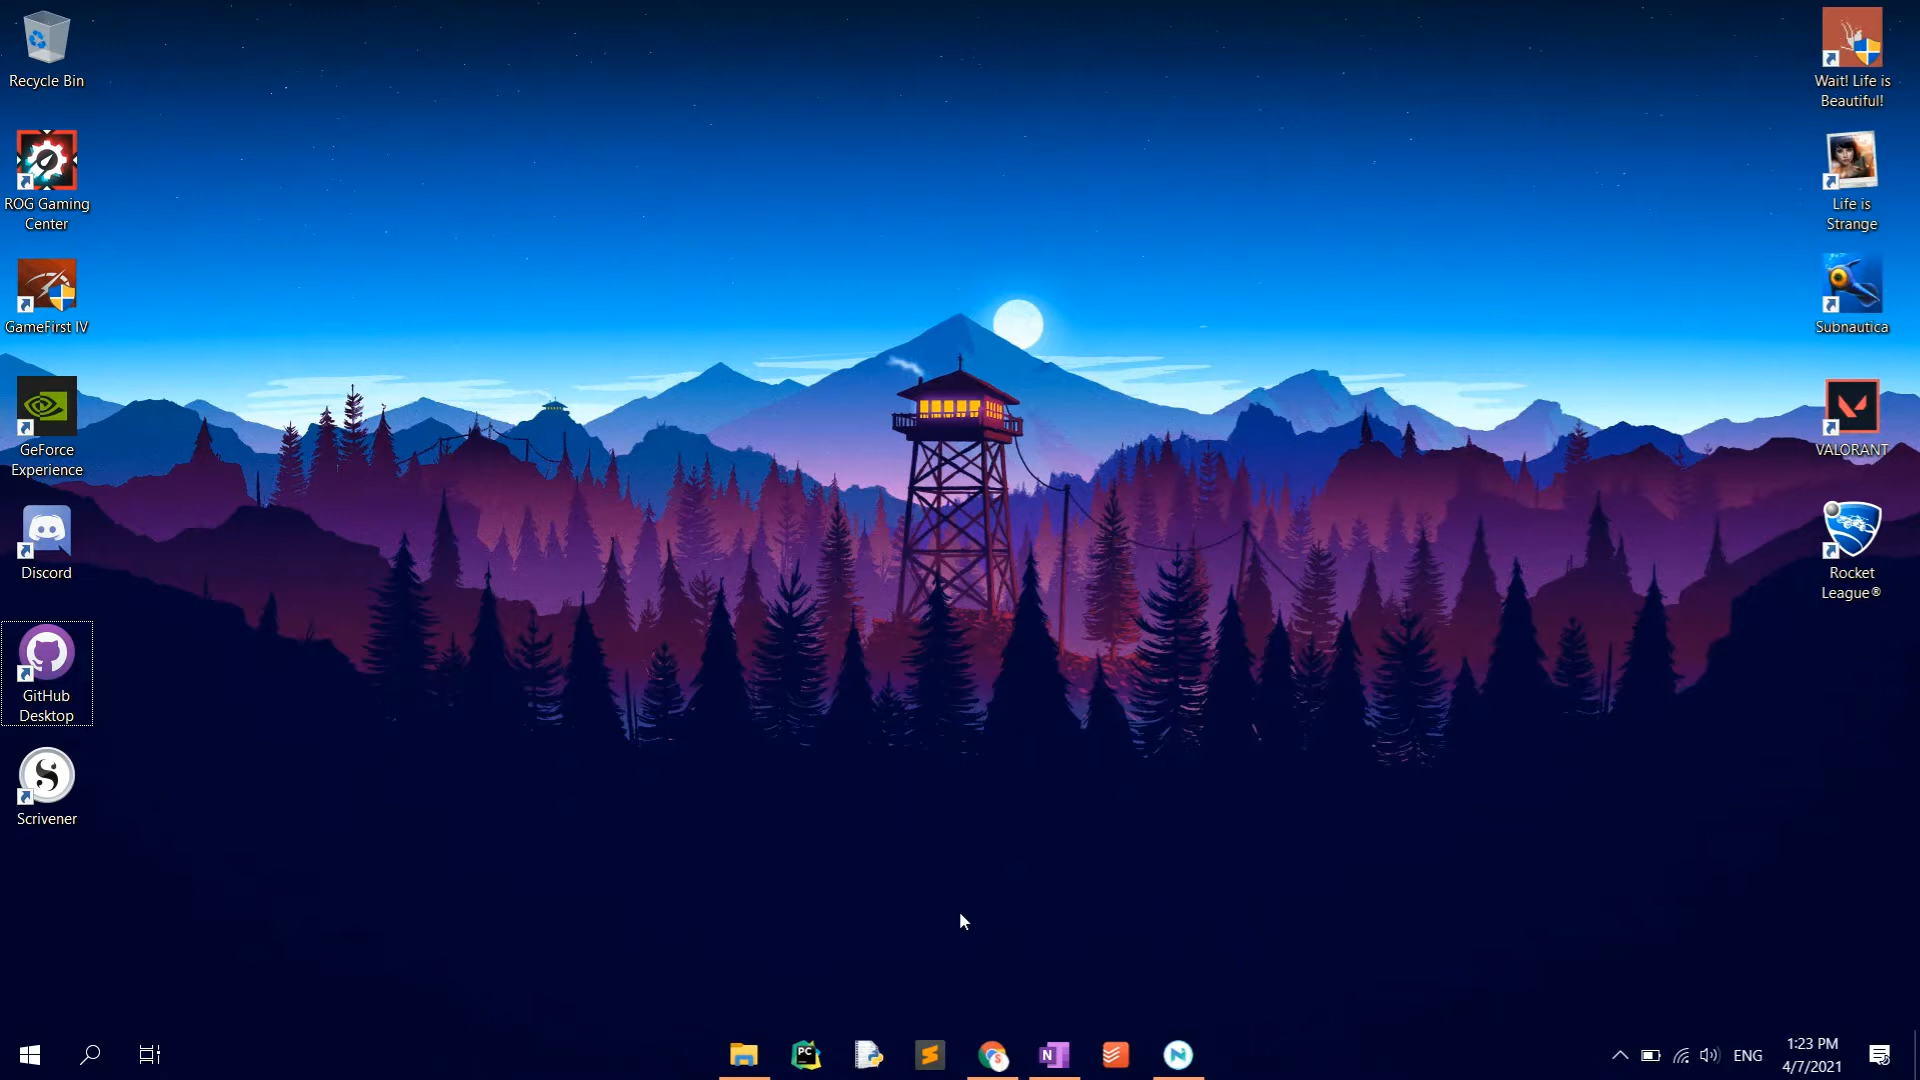 Recycle Bin
ROG Gaming
Center
GameFirst IV
GeForce
Experience
Discord
GitHub
Desktop
Scrivener
Wait! Life is
Beautiful!
Life is
Strange
Subnautica
VALORANT
Rocket
League®
PC
N
N
ENG
1:23 PM
4/7/2021